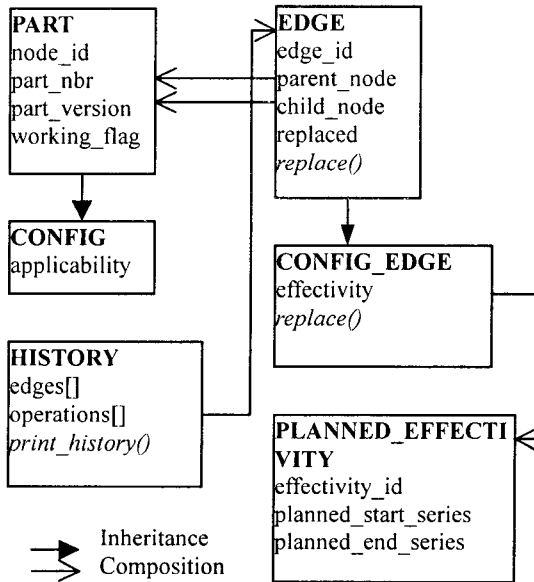 PART
node_id
part_nbr
part_version
working_flag
EDGE
edge_id
parent_node
child_node
replaced
replace()
CONFIG
applicability
CONFIG_EDGE
effectivity
replace()
HISTORY
edges[]
operations[]
print_history()
PLANNED_EFFECTI
VITY
effectivity_id
planned_start_series
planned_end_series
Inheritance
Composition